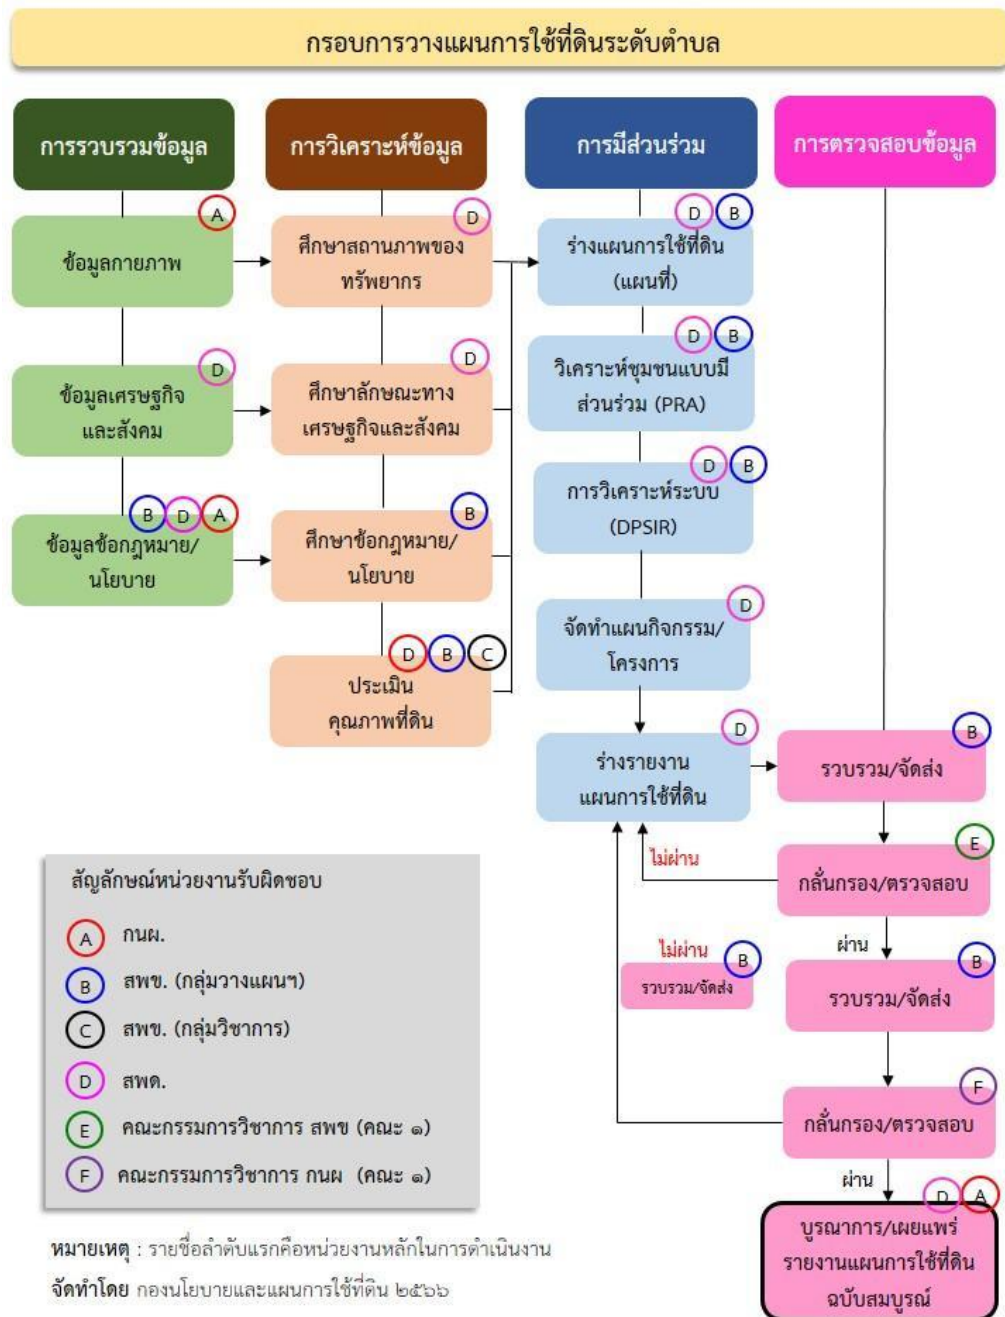 กรอบการวางแผนการใช้ที่ดินระดับตำบล
การรวบรวมข้อมูล
A
ข้อมูลกายภาพ
D
ข้อมูลเศรษฐกิจ
และสังคม
B D A
ข้อมูลข้อกฎหมาย/
นโยบาย
การวิเคราะห์ข้อมูล
D
ศึกษาสถานภาพของ
ทรัพยากร
D
ศึกษาลักษณะทาง
เศรษฐกิจและสังคม
B
ศึกษาข้อกฎหมาย/
นโยบาย
D B C
ประเมิน
คุณภาพที่ดิน
การมีส่วนร่วม
D B
ร่างแผนการใช้ที่ดิน
(แผนที่)
D B
วิเคราะห์ชุมชนแบบมี
ส่วนร่วม (PRA)
D B
การวิเคราะห์ระบบ
(DPSIR)
D
จัดทำแผนกิจกรรม/
โครงการ
D
ร่างรายงาน
แผนการใช้ที่ดิน
การตรวจสอบข้อมูล
B
รวบรวม/จัดส่ง
E
กลั่นกรอง/ตรวจสอบ
ไม่ผ่าน
ผ่าน
B
รวบรวม/จัดส่ง
ไม่ผ่าน
B
รวบรวม/จัดส่ง
F
กลั่นกรอง/ตรวจสอบ
ผ่าน
D A
บูรณาการ/เผยแพร่
รายงานแผนการใช้ที่ดิน
ฉบับสมบูรณ์
สัญลักษณ์หน่วยงานรับผิดชอบ
A กนผ.
B สพข. (กลุ่มวางแผนฯ)
C สพข. (กลุ่มวิชาการ)
D สพด.
E คณะกรรมการวิชาการ สพข (คณะ ๑)
F คณะกรรมการวิชาการ กนผ (คณะ ๑)
หมายเหตุ : รายชื่อลำดับแรกคือหน่วยงานหลักในการดำเนินงาน
จัดทำโดย กองนโยบายและแผนการใช้ที่ดิน ๒๕๖๖